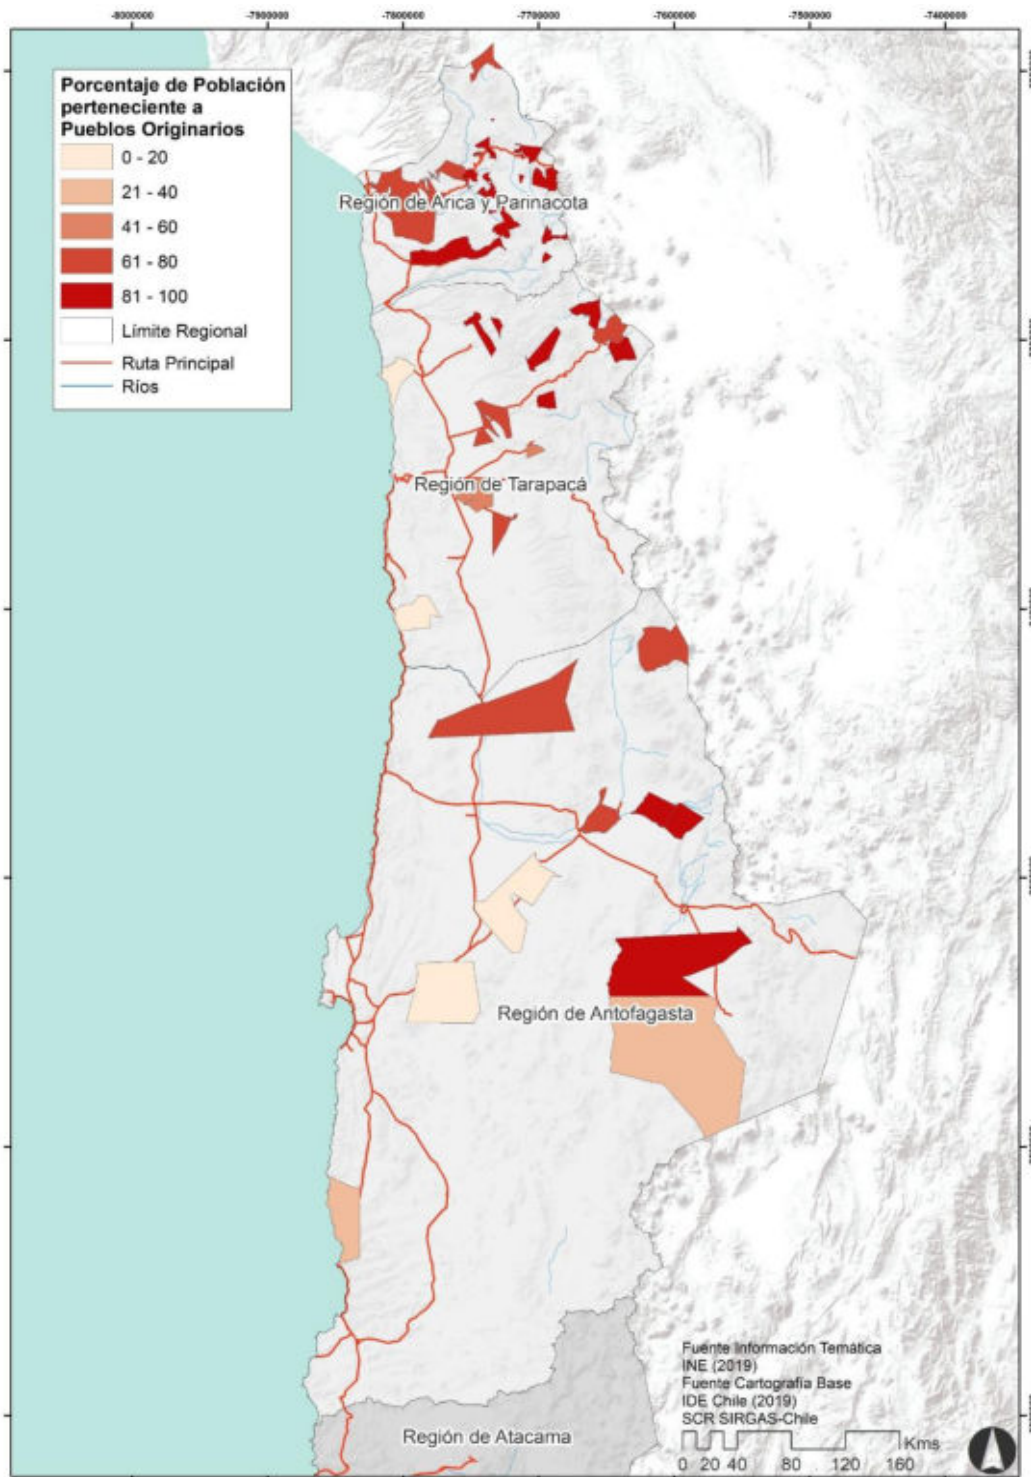 -8000000 -7900000 -7800000 -7700000 -7600000 -7500000 -7400000
Porcentaje de Población
perteneciente a
Pueblos Originarios
0 - 20
21 - 40
41 - 60
61 - 80
81 - 100
Límite Regional
Ruta Principal
Ríos
Región de Arica y Parinacota
Región de Tarapacá
Región de Antofagasta
Región de Atacama
Fuente Información Temática
INE (2019)
Fuente Cartografía Base
IDE Chile (2019)
SCR SIRGAS-Chile
Kms
0 20 40 80 120 160